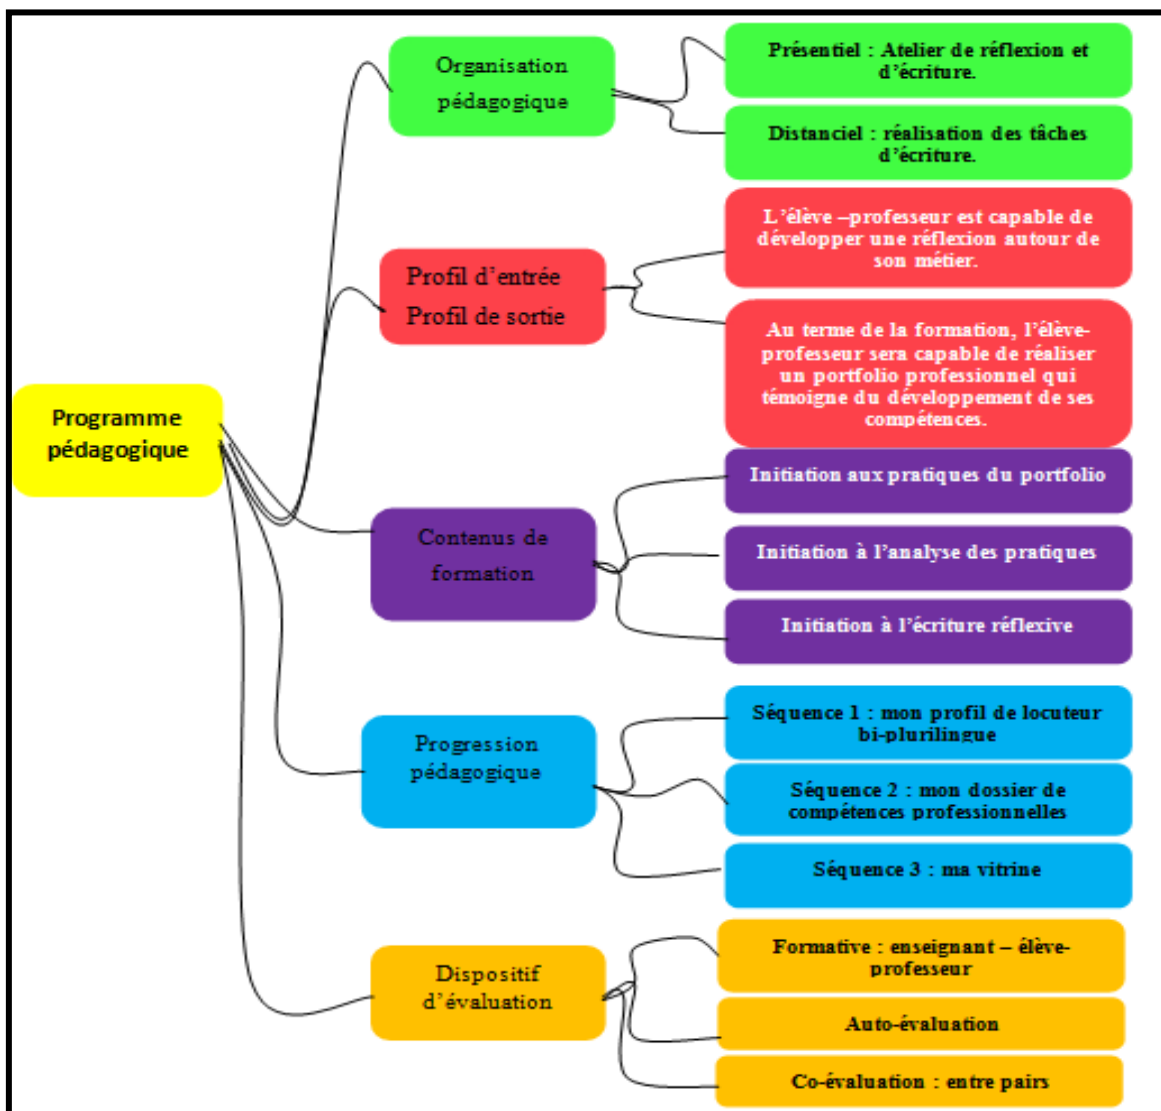 Programme
pédagogique
Organisation
pédagogique
Présentiel : Atelier de réflexion et
d'écriture.
Distanciel : réalisation des tâches
d'écriture.
Profil d'entrée
Profil de sortie
L'élève –professeur est capable de
développer une réflexion autour de
son métier.
Au terme de la formation, l'élève-
professeur sera capable de réaliser
un portfolio professionnel qui
témoigne du développement de ses
compétences.
Contenus de
formation
Initiation aux pratiques du portfolio
Initiation à l'analyse des pratiques
Initiation à l'écriture réflexive
Progression
pédagogique
Séquence 1 : mon profil de locuteur
bi-plurilingue
Séquence 2 : mon dossier de
compétences professionnelles
Séquence 3 : ma vitrine
Dispositif
d'évaluation
Formative : enseignant – élève-
professeur
Auto-évaluation
Co-évaluation : entre pairs